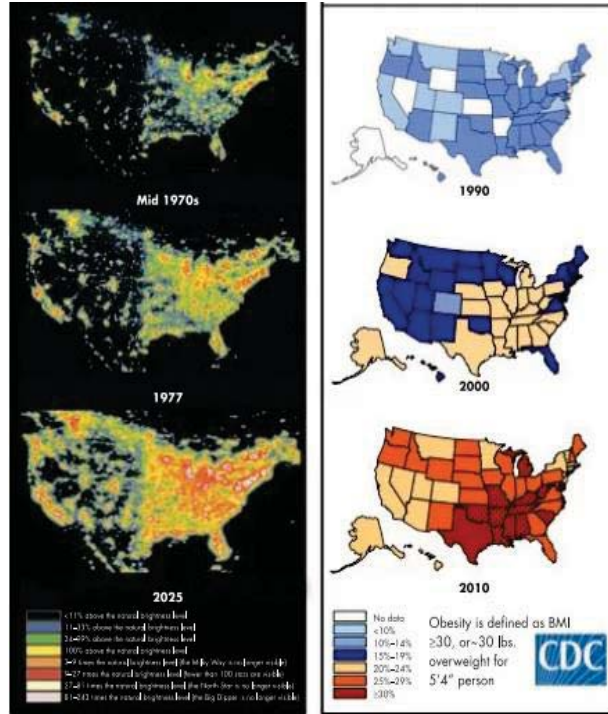 Mid 1970s
1977
2025
<11% above the natural brightness level
11–33% above the natural brightness level
34–99% above the natural brightness level
100% above the natural brightness level
3–9 times the natural brightness level (the Milky Way is no longer visible)
9–27 times the natural brightness level (fewer than 100 stars are visible)
27–81 times the natural brightness level (the North Star is no longer visible)
81–243 times the natural brightness level (the Big Dipper is no longer visible)
1990
2000
2010
No data
<10%
10%–14%
15%–19%
20%–24%
25%–29%
≥30%
Obesity is defined as BMI
≥30, or~30 lbs.
overweight for
5'4” person
CDC